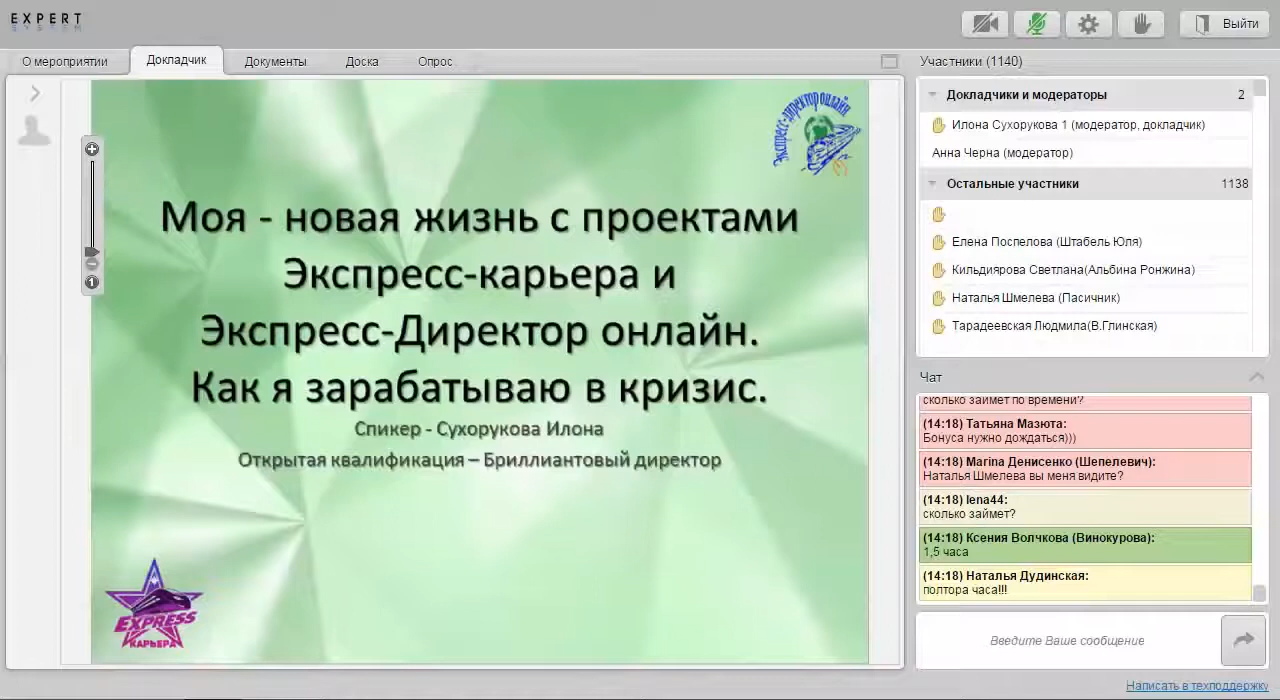 EXPERT
SYSTEM
Выйти
О мероприятии
Докладчик
Документы
Доска
Опрос
Экспресс-директор онлайн
Моя - новая жизнь с проектами
Экспресс-карьера и
Экспресс-Директор онлайн.
Как я зарабатываю в кризис.
Спикер - Сухорукова Илона
Открытая квалификация – Бриллиантовый директор
EXPRESS
КАРЬЕРА
Участники (1140)
Докладчики и модераторы 2
Илона Сухорукова 1 (модератор, докладчик)
Анна Черна (модератор)
Остальные участники 1138
Елена Поспелова (Штабель Юля)
Кильдиярова Светлана(Альбина Ронжина)
Наталья Шмелева (Пасичник)
Тарадеевская Людмила(В.Глинская)
Чат
сколько займет по времени?
(14:18) Татьяна Мазюта:
Бонуса нужно дождаться)))
(14:18) Marina Денисенко (Шепелевич):
Наталья Шмелева вы меня видите?
(14:18) lena44:
сколько займет?
(14:18) Ксения Волчкова (Винокурова):
1,5 часа
(14:18) Наталья Дудинская:
полтора часа!!!
Введите Ваше сообщение
Написать в техподдержку